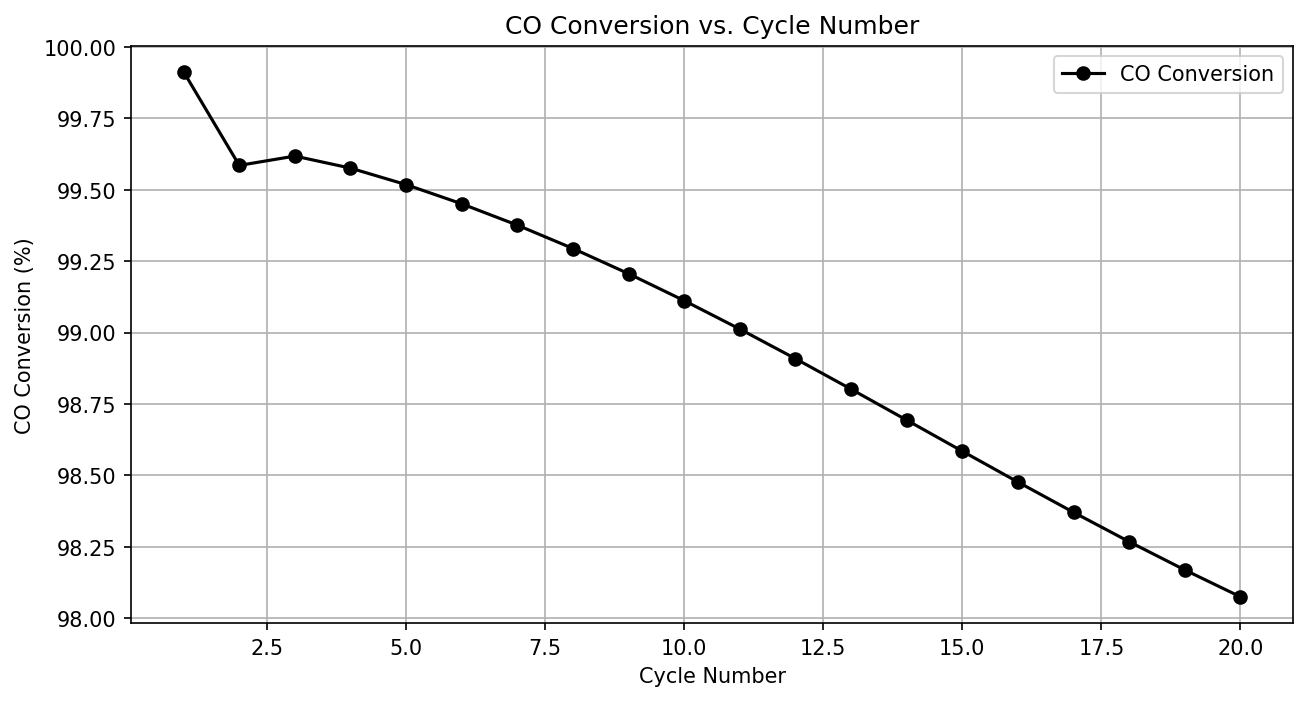 CO Conversion vs. Cycle Number
CO Conversion
100.00
99.75
99.50
99.25
99.00
98.75
98.50
98.25
98.00
CO Conversion (%)
2.5 5.0 7.5 10.0 12.5 15.0 17.5 20.0
Cycle Number